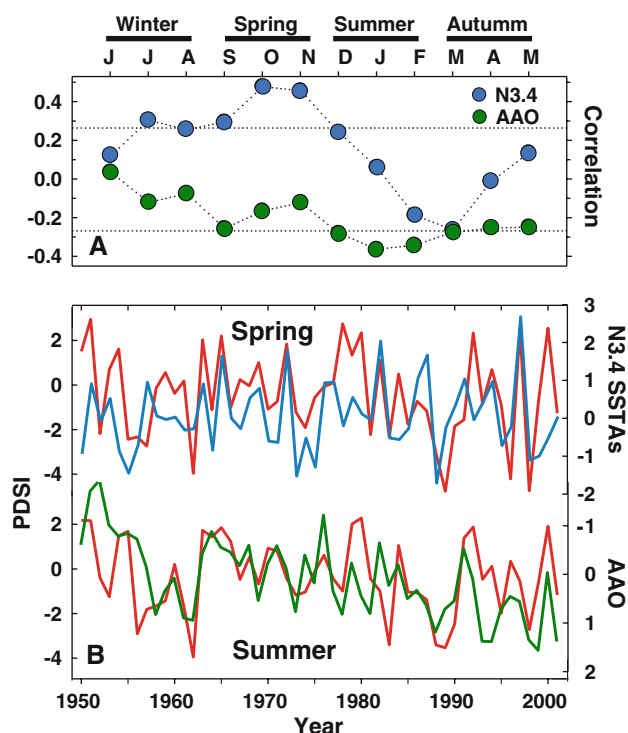 Winter Spring Summer Autumm
J J A S O N D J F M A M
0.4
0.2
0.0
-0.2
-0.4
N3.4
AAO
Correlation
A
Spring
2
0
-2
-4
3
2
1
0
-1
-2
N3.4 SSTAs
PDSI
2
0
-2
-4
-1
0
1
2
AAO
B
Summer
1950 1960 1970 1980 1990 2000
Year